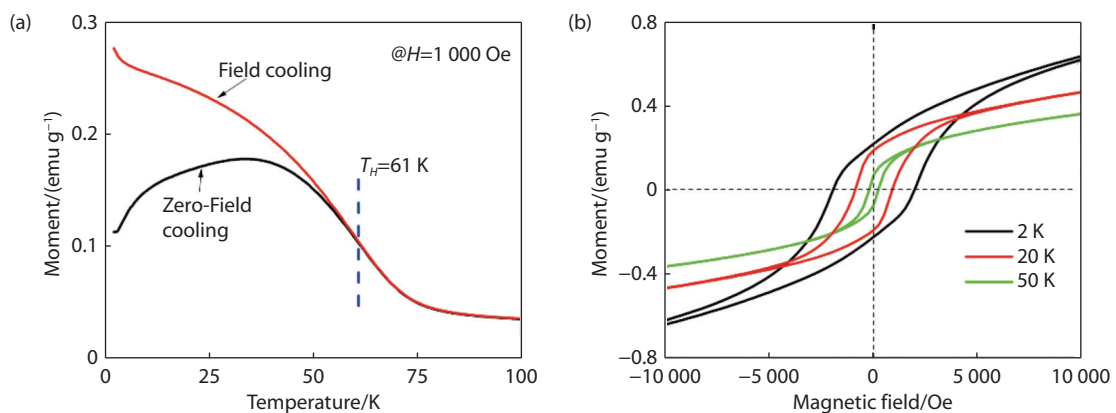 (a)
0.3
0.2
0.1
0
Moment/(emu g⁻¹)
@H=1 000 Oe
Field cooling
T_H=61 K
Zero-Field
cooling
0
25
50
75
100
Temperature/K
(b)
0.8
0.4
0
−0.4
−0.8
Moment/(emu g⁻¹)
2 K
20 K
50 K
−10 000
−5 000
0
5 000
10 000
Magnetic field/Oe